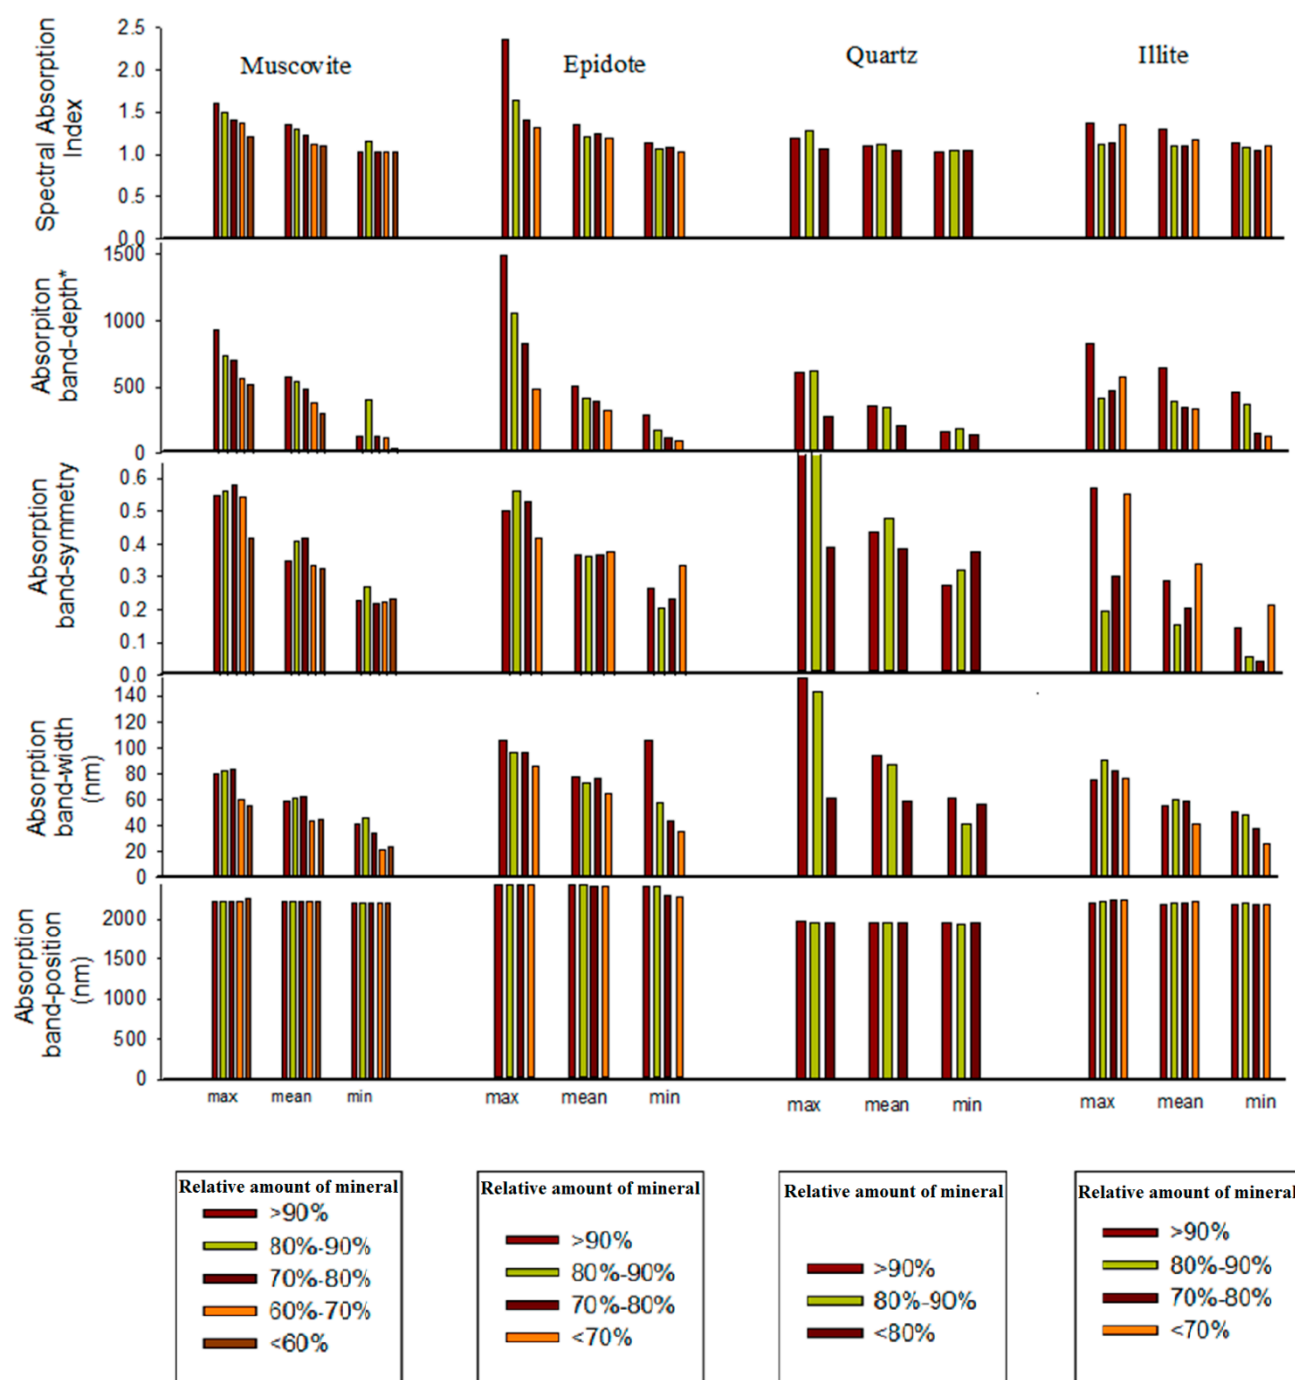 Muscovite
Epidote
Quartz
Illite
Spectral Absorption
Index
2.5
2.0
1.5
1.0
0.5
0.0
Absorpiton
band-depth*
1500
1000
500
0
Absorption
band-symmetry
0.6
0.5
0.4
0.3
0.2
0.1
0.0
Absorption
band-width
(nm)
140
120
100
80
60
40
20
0
Absorption
band-position
(nm)
2000
1500
1000
500
0
max mean min
max mean min
max mean min
max mean min
Relative amount of mineral
>90%
80%-90%
70%-80%
60%-70%
<60%
Relative amount of mineral
>90%
80%-90%
70%-80%
<70%
Relative amount of mineral
>90%
80%-90%
<80%
Relative amount of mineral
>90%
80%-90%
70%-80%
<70%